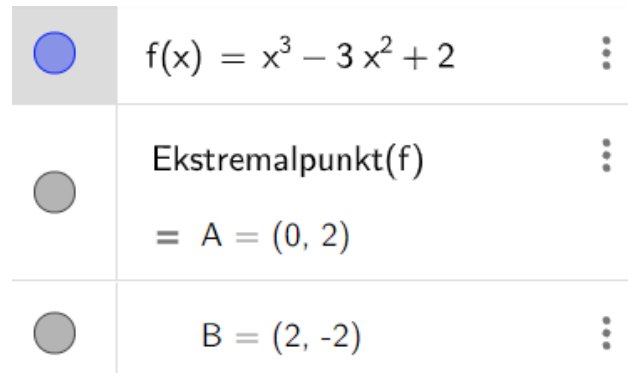 f(x) = x³ − 3 x² + 2
Ekstremalpunkt(f)
= A = (0, 2)
B = (2, -2)